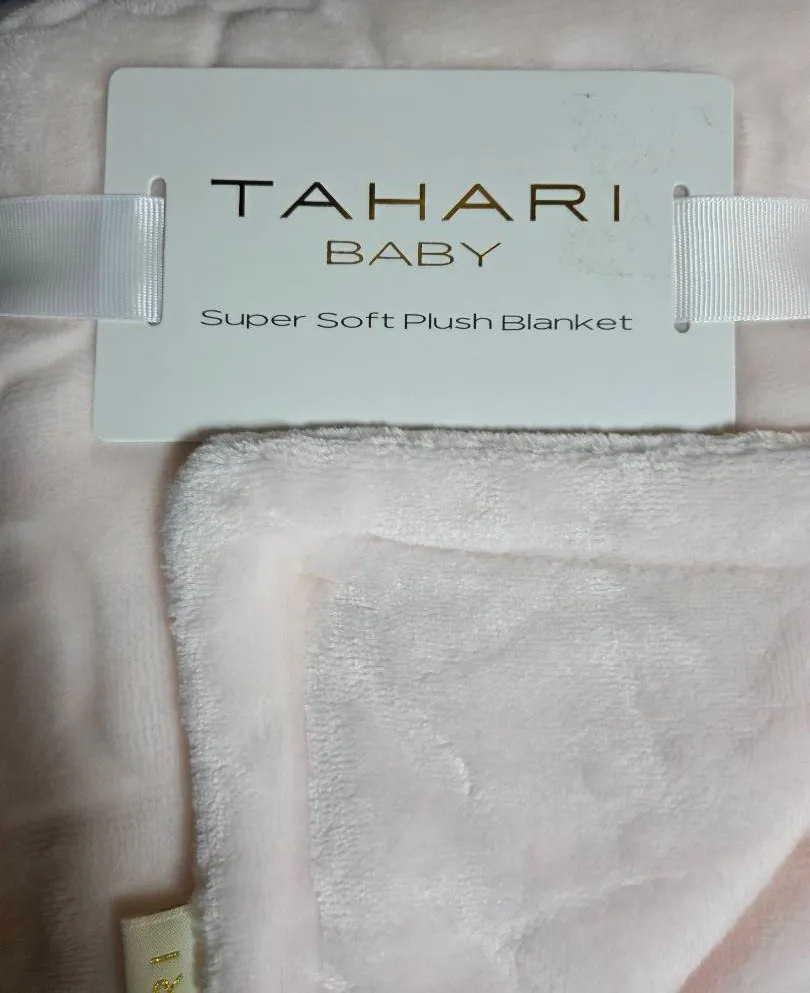 TAHARI
BABY
Super Soft Plush Blanket